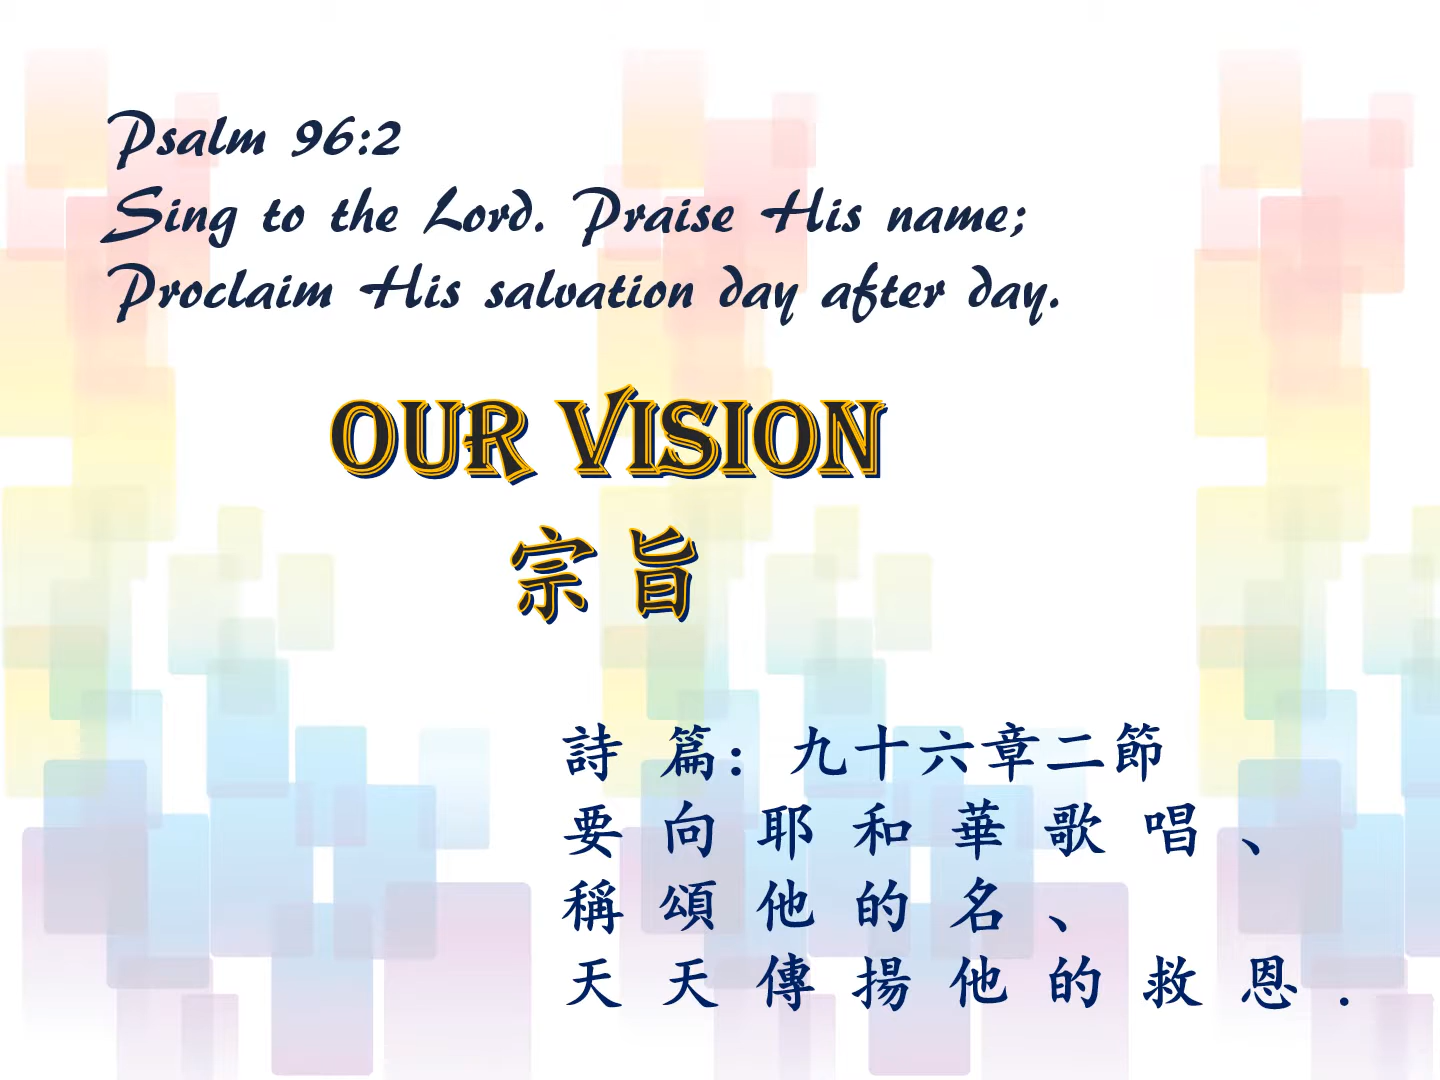 Psalm 96:2
Sing to the Lord. Praise His name;
Proclaim His salvation day after day.
OUR VISION
宗旨
詩 篇: 九十六章二節
要 向 耶 和 華 歌 唱 、
稱 頌 他 的 名 、
天 天 傳 揚 他 的 救 恩 .